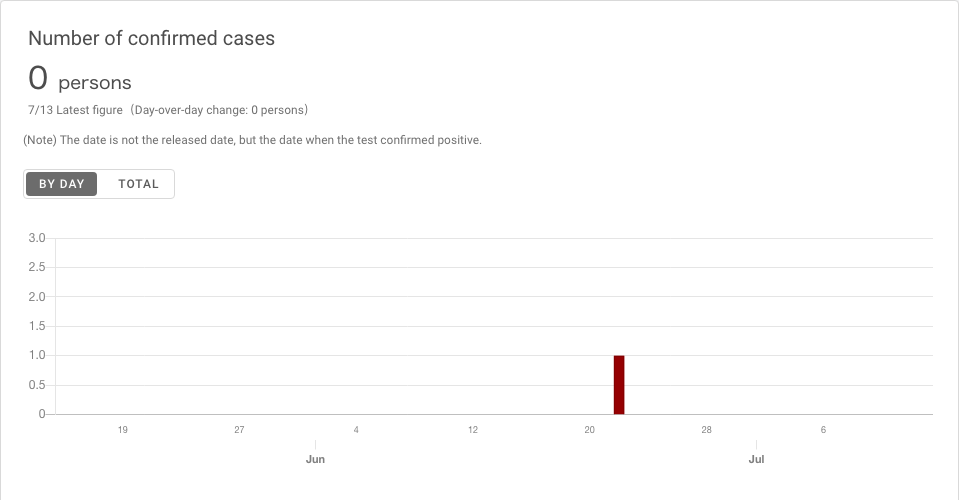 Number of confirmed cases
0 persons
7/13 Latest figure（Day-over-day change: 0 persons）
(Note) The date is not the released date, but the date when the test confirmed positive.
BY DAY TOTAL
3.0
2.5
2.0
1.5
1.0
0.5
0
19 27 4 12 20 28 6
Jun Jul